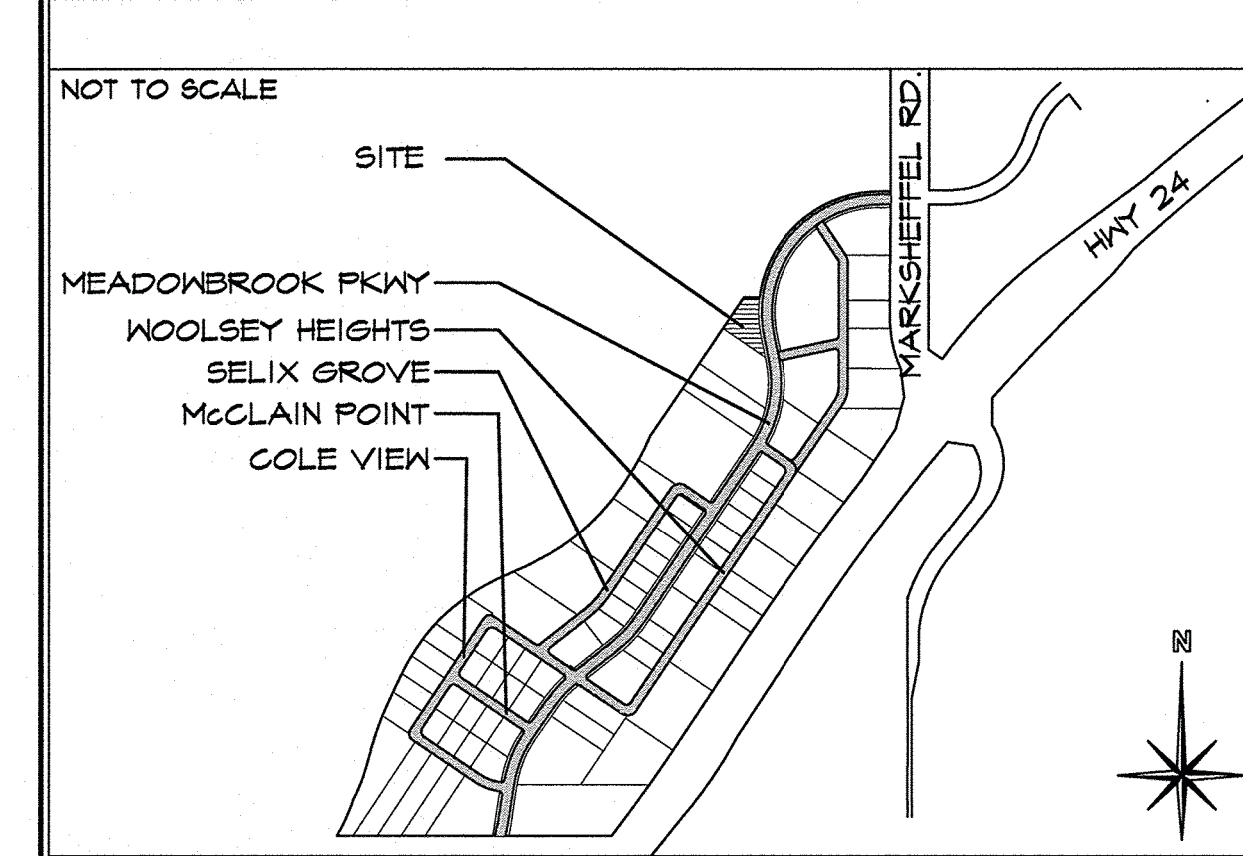 NOT TO SCALE
SITE
MEADOWBROOK PKWY
WOOLSEY HEIGHTS
SELIX GROVE
McCLAIN POINT
COLE VIEW
MARKSHEFFEL RD.
HWY 24
N